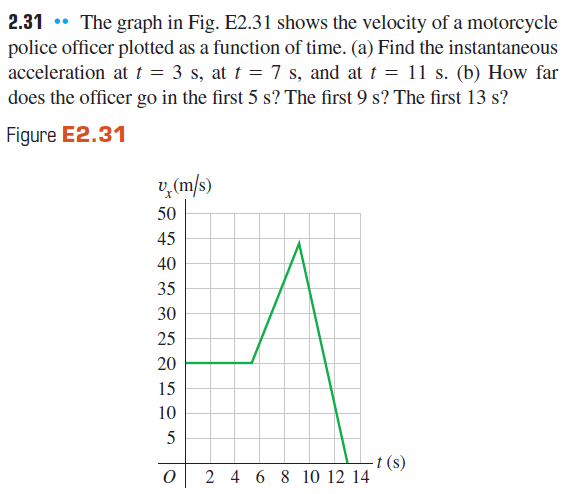 2.31 •• The graph in Fig. E2.31 shows the velocity of a motorcycle
police officer plotted as a function of time. (a) Find the instantaneous
acceleration at t = 3 s, at t = 7 s, and at t = 11 s. (b) How far
does the officer go in the first 5 s? The first 9 s? The first 13 s?
Figure E2.31
vₓ(m/s)
50
45
40
35
30
25
20
15
10
5
t (s)
O 2 4 6 8 10 12 14